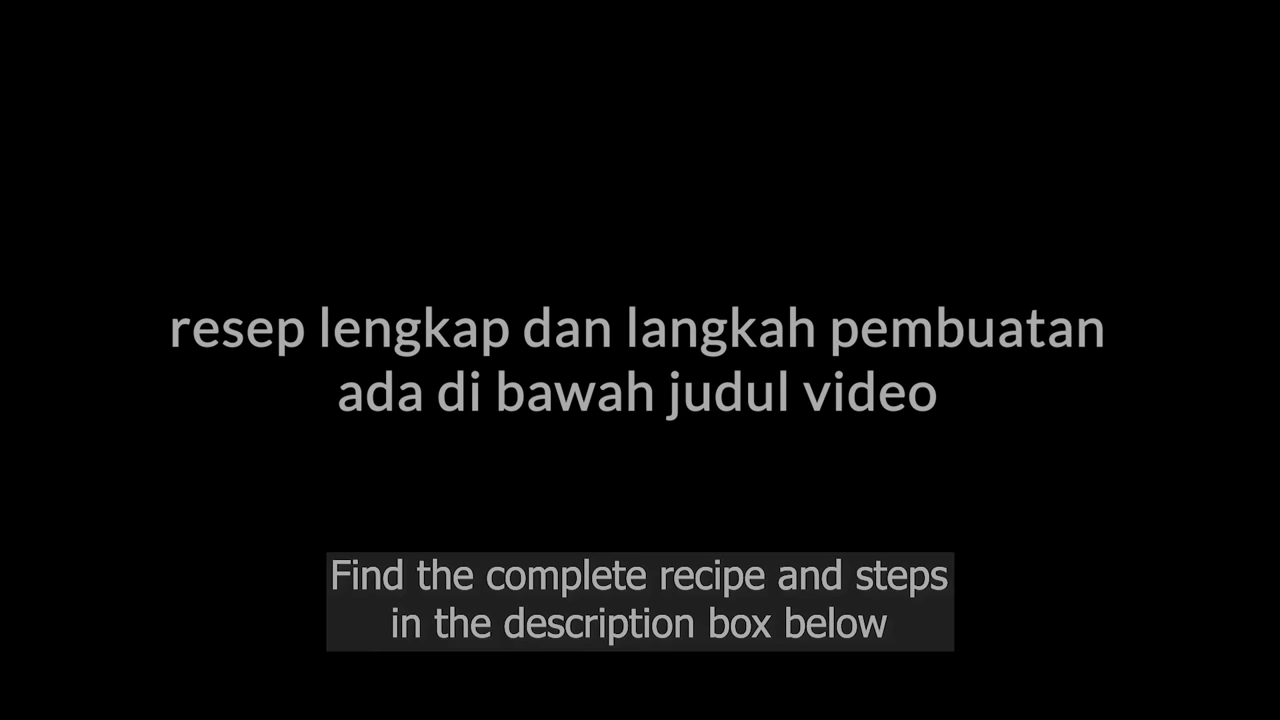 resep lengkap dan langkah pembuatan
ada di bawah judul video
Find the complete recipe and steps
in the description box below